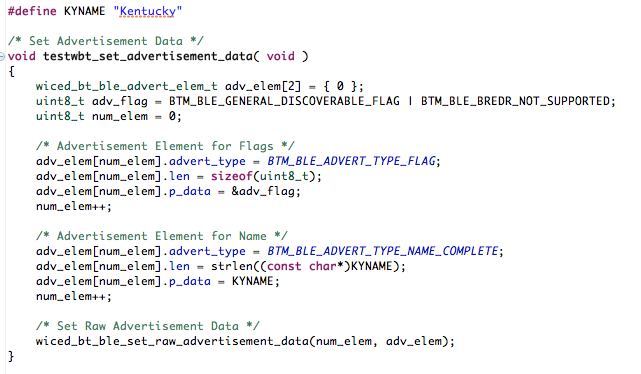 #define KYNAME "Kentucky"

/* Set Advertisement Data */
void testwbt_set_advertisement_data( void )
{
    wiced_bt_ble_advert_elem_t adv_elem[2] = { 0 };
    uint8_t adv_flag = BTM_BLE_GENERAL_DISCOVERABLE_FLAG | BTM_BLE_BREDR_NOT_SUPPORTED;
    uint8_t num_elem = 0;

    /* Advertisement Element for Flags */
    adv_elem[num_elem].advert_type = BTM_BLE_ADVERT_TYPE_FLAG;
    adv_elem[num_elem].len = sizeof(uint8_t);
    adv_elem[num_elem].p_data = &adv_flag;
    num_elem++;

    /* Advertisement Element for Name */
    adv_elem[num_elem].advert_type = BTM_BLE_ADVERT_TYPE_NAME_COMPLETE;
    adv_elem[num_elem].len = strlen((const char*)KYNAME);
    adv_elem[num_elem].p_data = KYNAME;
    num_elem++;

    /* Set Raw Advertisement Data */
    wiced_bt_ble_set_raw_advertisement_data(num_elem, adv_elem);
}